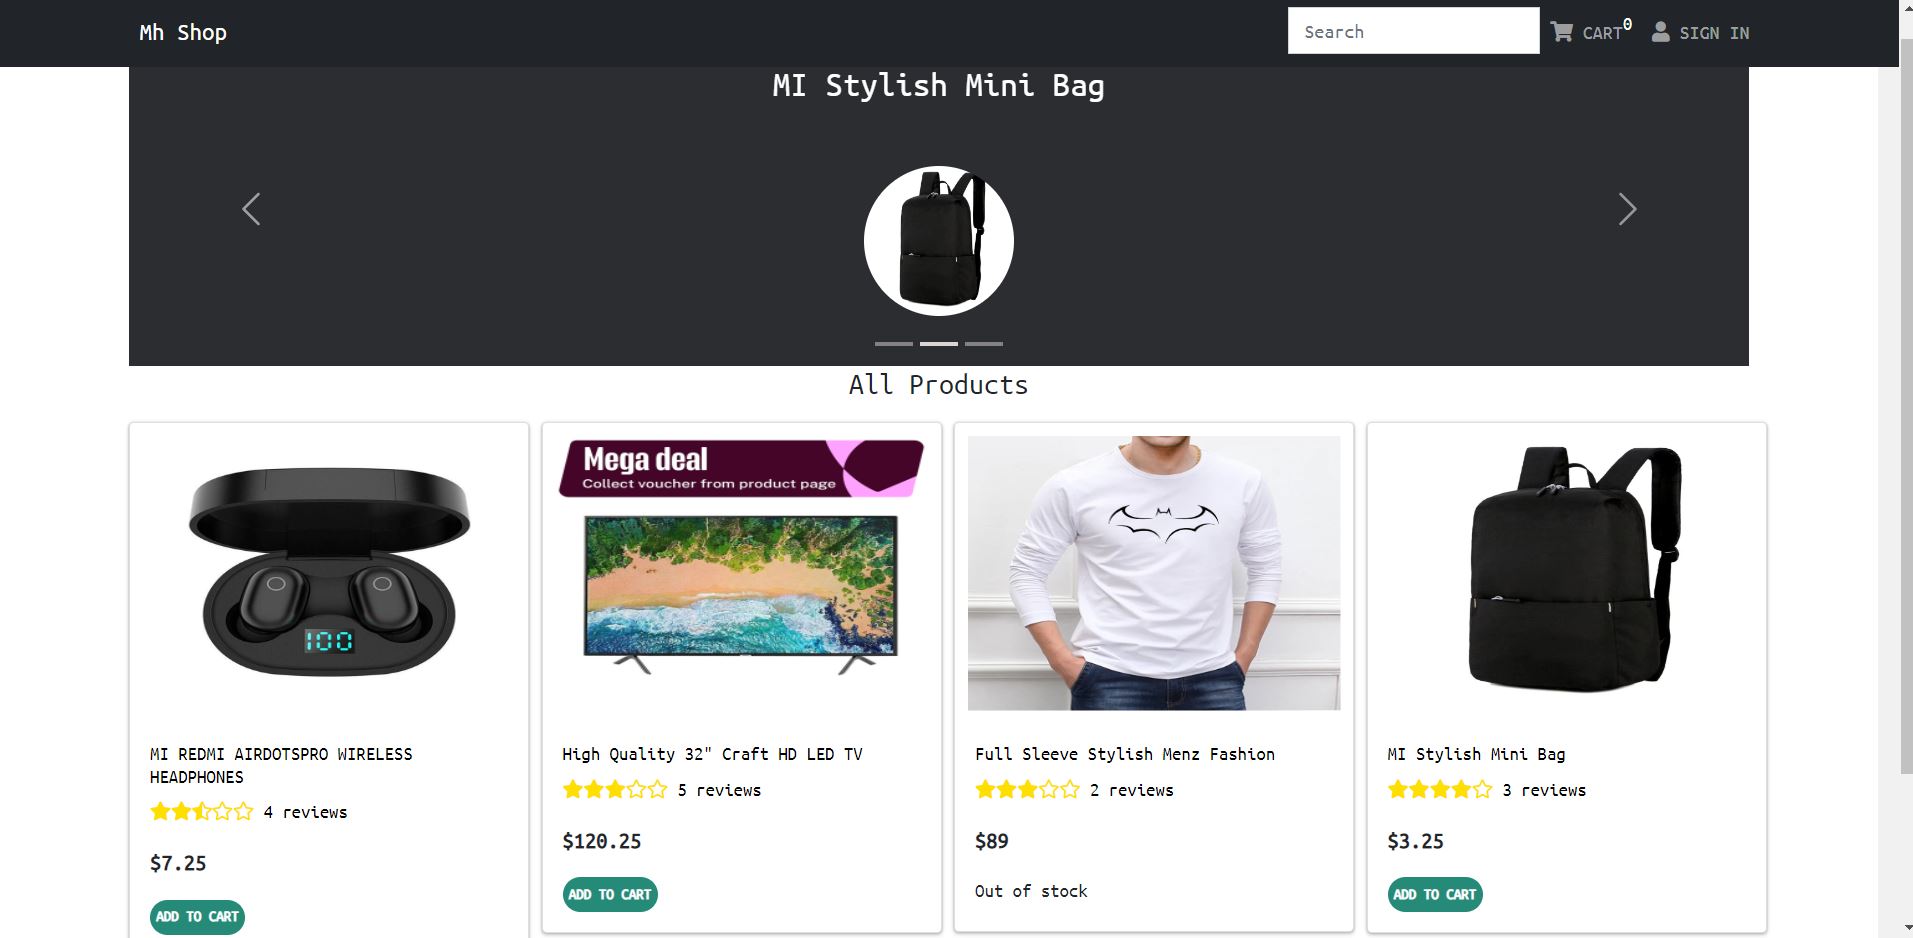 Mh Shop
Search
CART 0
SIGN IN
MI Stylish Mini Bag
All Products
Mega deal
Collect voucher from product page
100
MI REDMI AIRDOTSPRO WIRELESS
HEADPHONES
4 reviews
$7.25
ADD TO CART
High Quality 32" Craft HD LED TV
5 reviews
$120.25
ADD TO CART
Full Sleeve Stylish Menz Fashion
2 reviews
$89
Out of stock
MI Stylish Mini Bag
3 reviews
$3.25
ADD TO CART